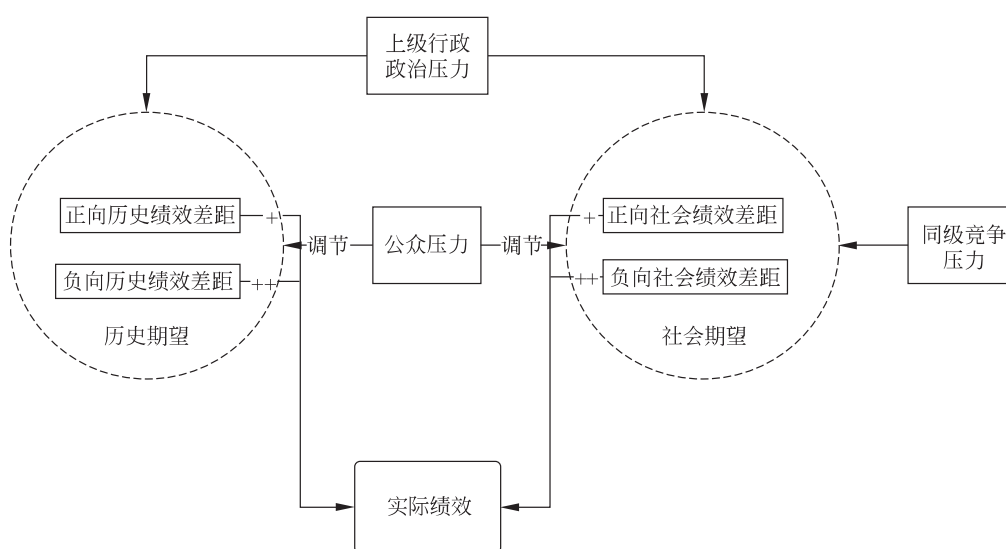 上级行政
政治压力
正向历史绩效差距
+
负向历史绩效差距
++
历史期望
调节
公众压力
调节
+
正向社会绩效差距
++
负向社会绩效差距
社会期望
同级竞争
压力
实际绩效